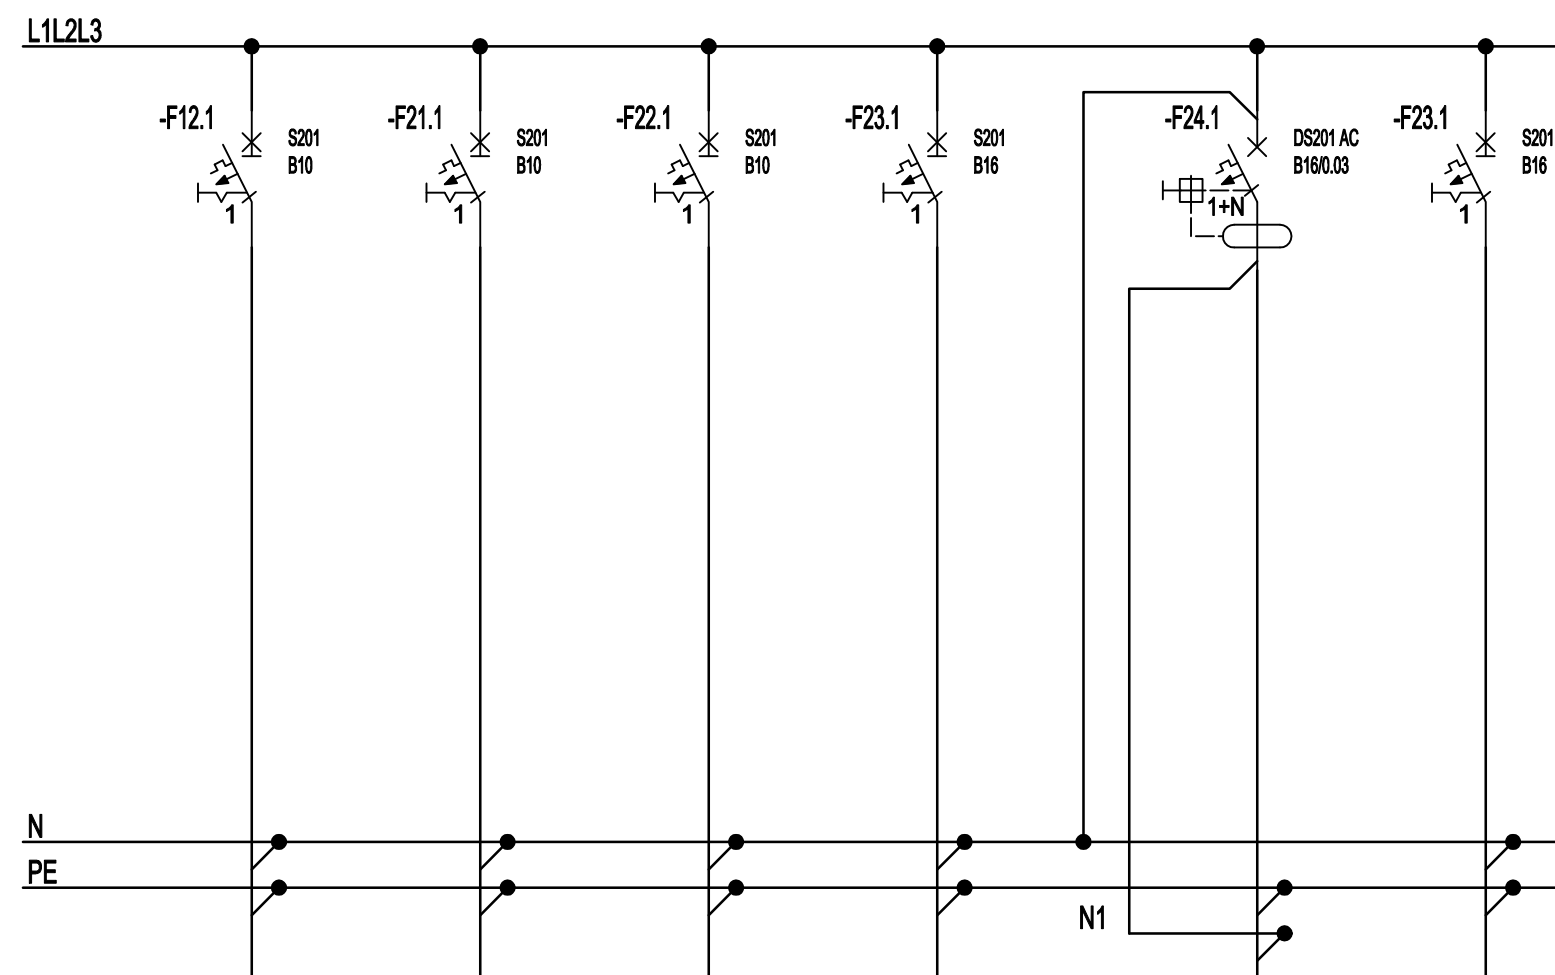 L1L2L3
-F12.1
S201
B10
1
-F21.1
S201
B10
1
-F22.1
S201
B10
1
-F23.1
S201
B16
1
-F24.1
DS201 AC
B16/0.03
1+N
-F23.1
S201
B16
1
N
PE
N1